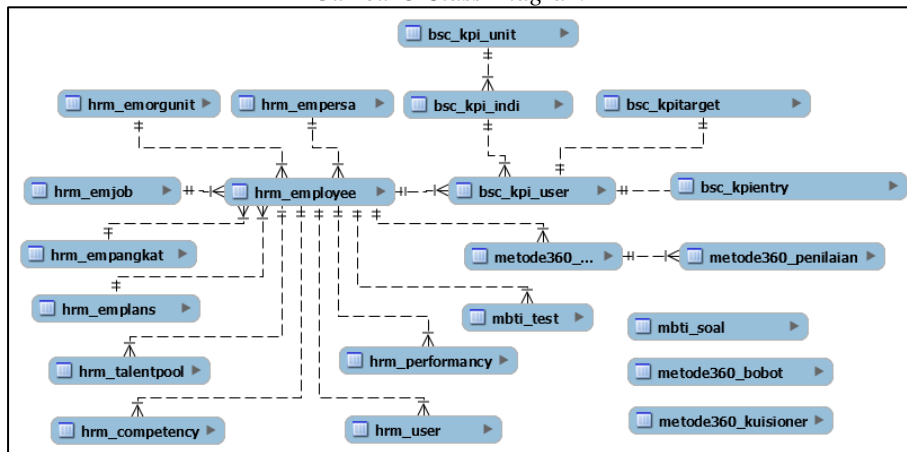 bsc_kpi_unit
hrm_emorgunit
hrm_empersa
bsc_kpi_indi
bsc_kpitarget
hrm_emjob
hrm_employee
bsc_kpi_user
bsc_kpientry
hrm_empangkat
metode360_...
metode360_penilaian
hrm_emplans
mbti_test
mbti_soal
hrm_talentpool
hrm_performancy
metode360_bobot
hrm_competency
hrm_user
metode360_kuisioner